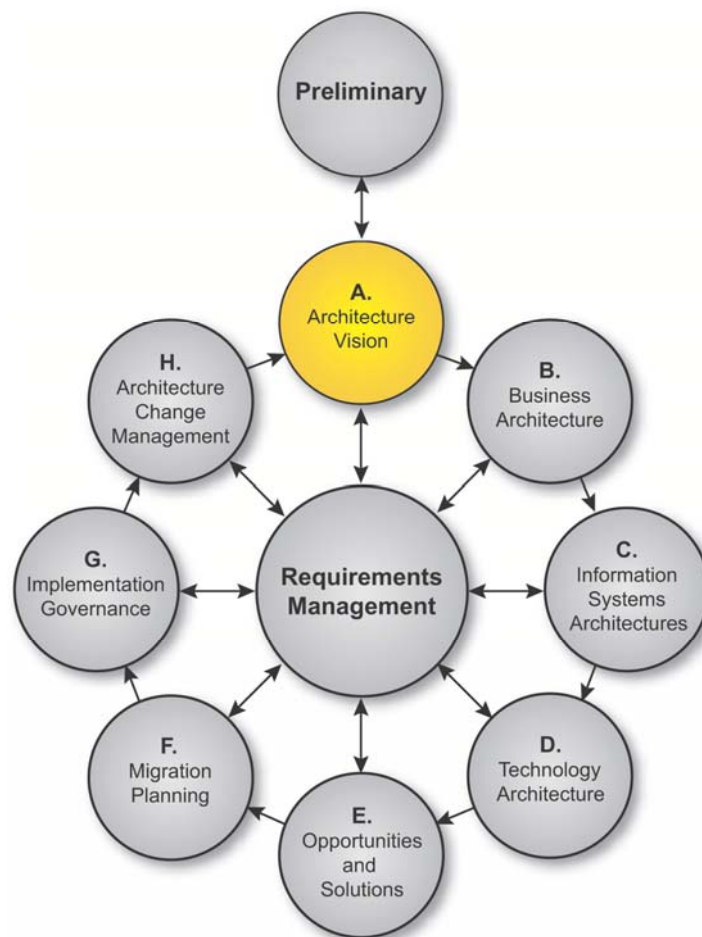 Preliminary
A.
Architecture
Vision
B.
Business
Architecture
C.
Information
Systems
Architectures
D.
Technology
Architecture
E.
Opportunities
and
Solutions
F.
Migration
Planning
G.
Implementation
Governance
H.
Architecture
Change
Management
Requirements
Management